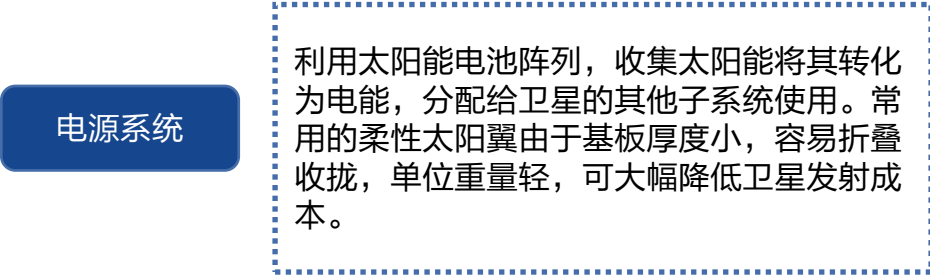 电源系统
利用太阳能电池阵列，收集太阳能将其转化
为电能，分配给卫星的其他子系统使用。常
用的柔性太阳翼由于基板厚度小，容易折叠
收拢，单位重量轻，可大幅降低卫星发射成
本。